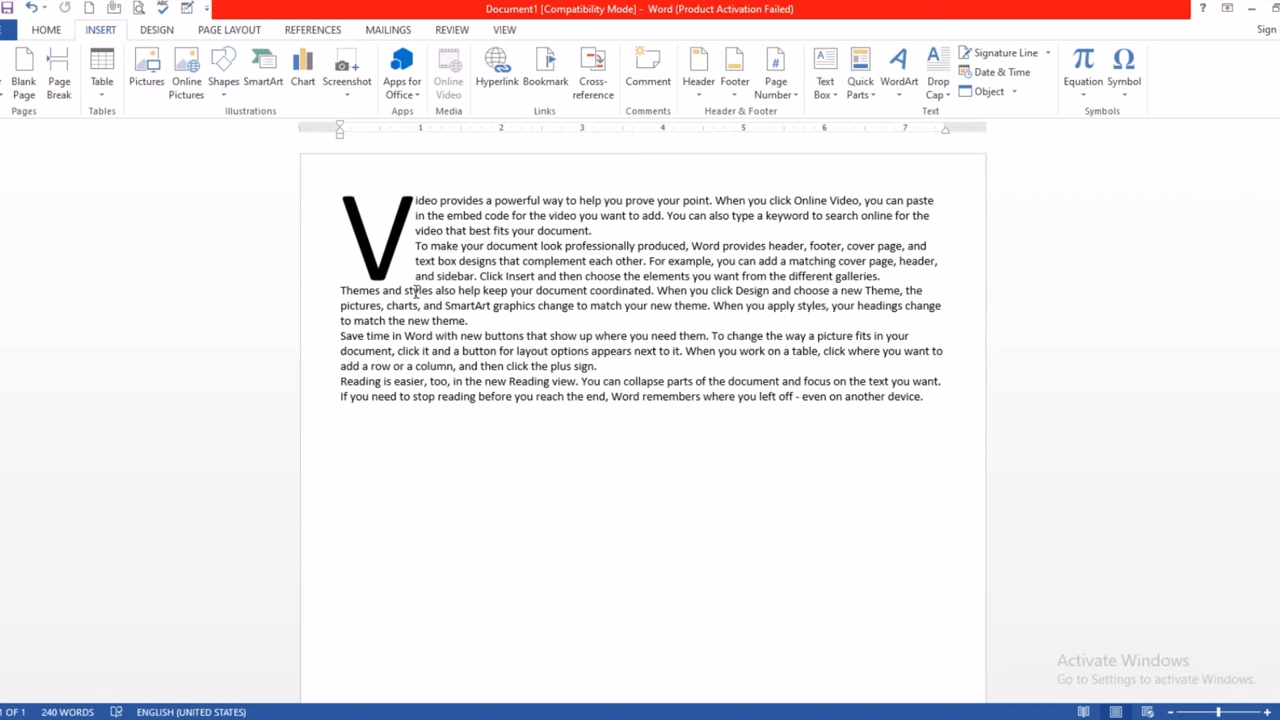 Document1 [Compatibility Mode] - Word (Product Activation Failed)
HOME INSERT DESIGN PAGE LAYOUT REFERENCES MAILINGS REVIEW VIEW Sign
Blank Page
Page Break
Table
Pictures
Online Pictures
Shapes
SmartArt
Chart
Screenshot
Apps for Office
Online Video
Hyperlink
Bookmark
Cross-reference
Comment
Header
Footer
Page Number
Text Box
Quick Parts
WordArt
Drop Cap
Signature Line
Date & Time
Object
Equation
Symbol
Pages Tables Illustrations Apps Media Links Comments Header & Footer Text Symbols
1 2 3 4 5 6 7
Video provides a powerful way to help you prove your point. When you click Online Video, you can paste
in the embed code for the video you want to add. You can also type a keyword to search online for the
video that best fits your document.
To make your document look professionally produced, Word provides header, footer, cover page, and
text box designs that complement each other. For example, you can add a matching cover page, header,
and sidebar. Click Insert and then choose the elements you want from the different galleries.
Themes and styles also help keep your document coordinated. When you click Design and choose a new Theme, the
pictures, charts, and SmartArt graphics change to match your new theme. When you apply styles, your headings change
to match the new theme.
Save time in Word with new buttons that show up where you need them. To change the way a picture fits in your
document, click it and a button for layout options appears next to it. When you work on a table, click where you want to
add a row or a column, and then click the plus sign.
Reading is easier, too, in the new Reading view. You can collapse parts of the document and focus on the text you want.
If you need to stop reading before you reach the end, Word remembers where you left off - even on another device.
Activate Windows
Go to Settings to activate Windows.
1 OF 1 240 WORDS ENGLISH (UNITED STATES)